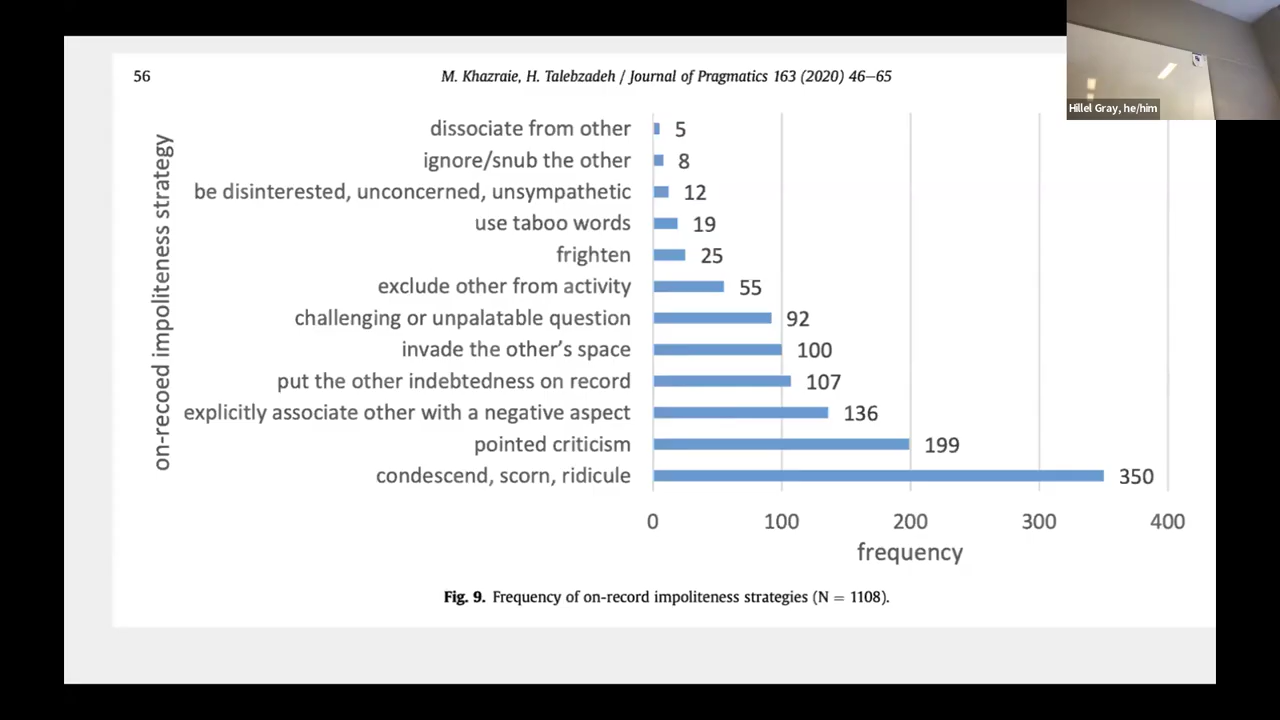 56
M. Khazraie, H. Talebzadeh / Journal of Pragmatics 163 (2020) 46–65
Hillel Gray, he/him
on-recoed impoliteness strategy
dissociate from other 5
ignore/snub the other 8
be disinterested, unconcerned, unsympathetic 12
use taboo words 19
frighten 25
exclude other from activity 55
challenging or unpalatable question 92
invade the other's space 100
put the other indebtedness on record 107
explicitly associate other with a negative aspect 136
pointed criticism 199
condescend, scorn, ridicule 350
0 100 200 300 400
frequency
Fig. 9. Frequency of on-record impoliteness strategies (N = 1108).